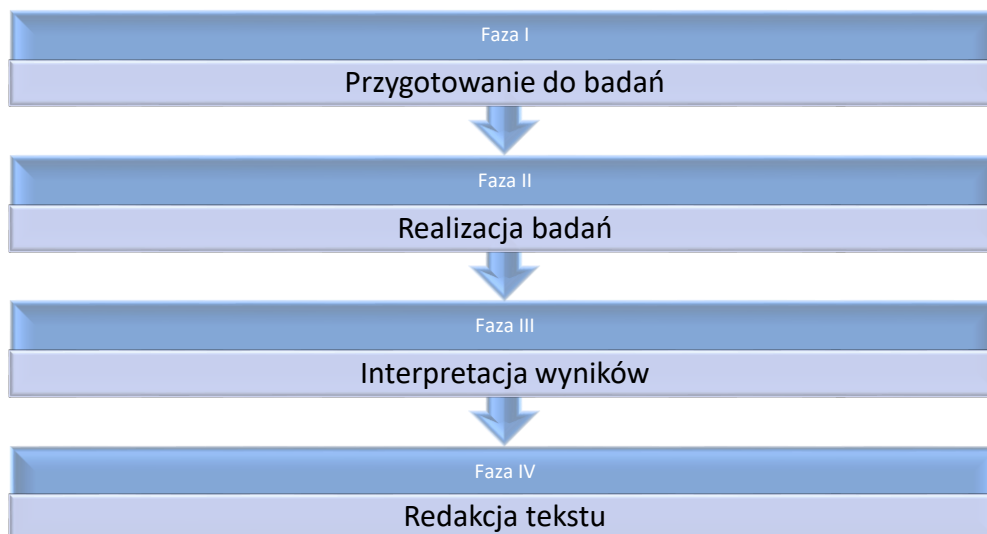 Faza I
Przygotowanie do badań
Faza II
Realizacja badań
Faza III
Interpretacja wyników
Faza IV
Redakcja tekstu